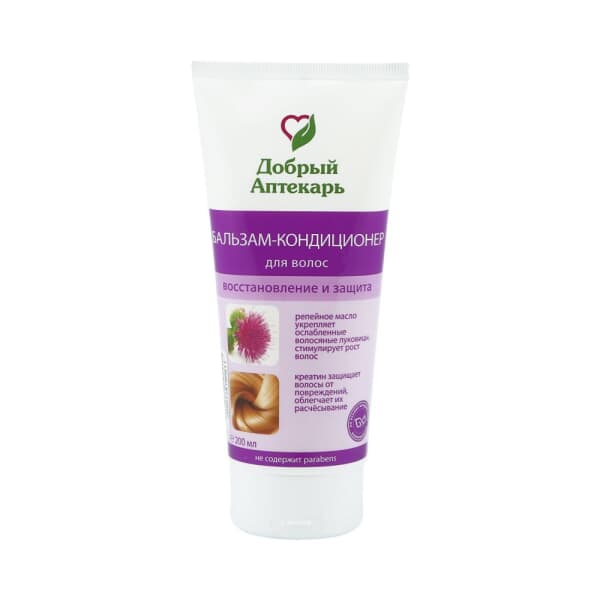 Добрый
Аптекарь
БАЛЬЗАМ-КОНДИЦИОНЕР
для волос
восстановление и защита
репейное масло
укрепляет
ослабленные
волосяные луковицы,
стимулирует рост
волос
креатин защищает
волосы от
повреждений,
облегчает их
расчёсывание
200 мл
не содержит parabens